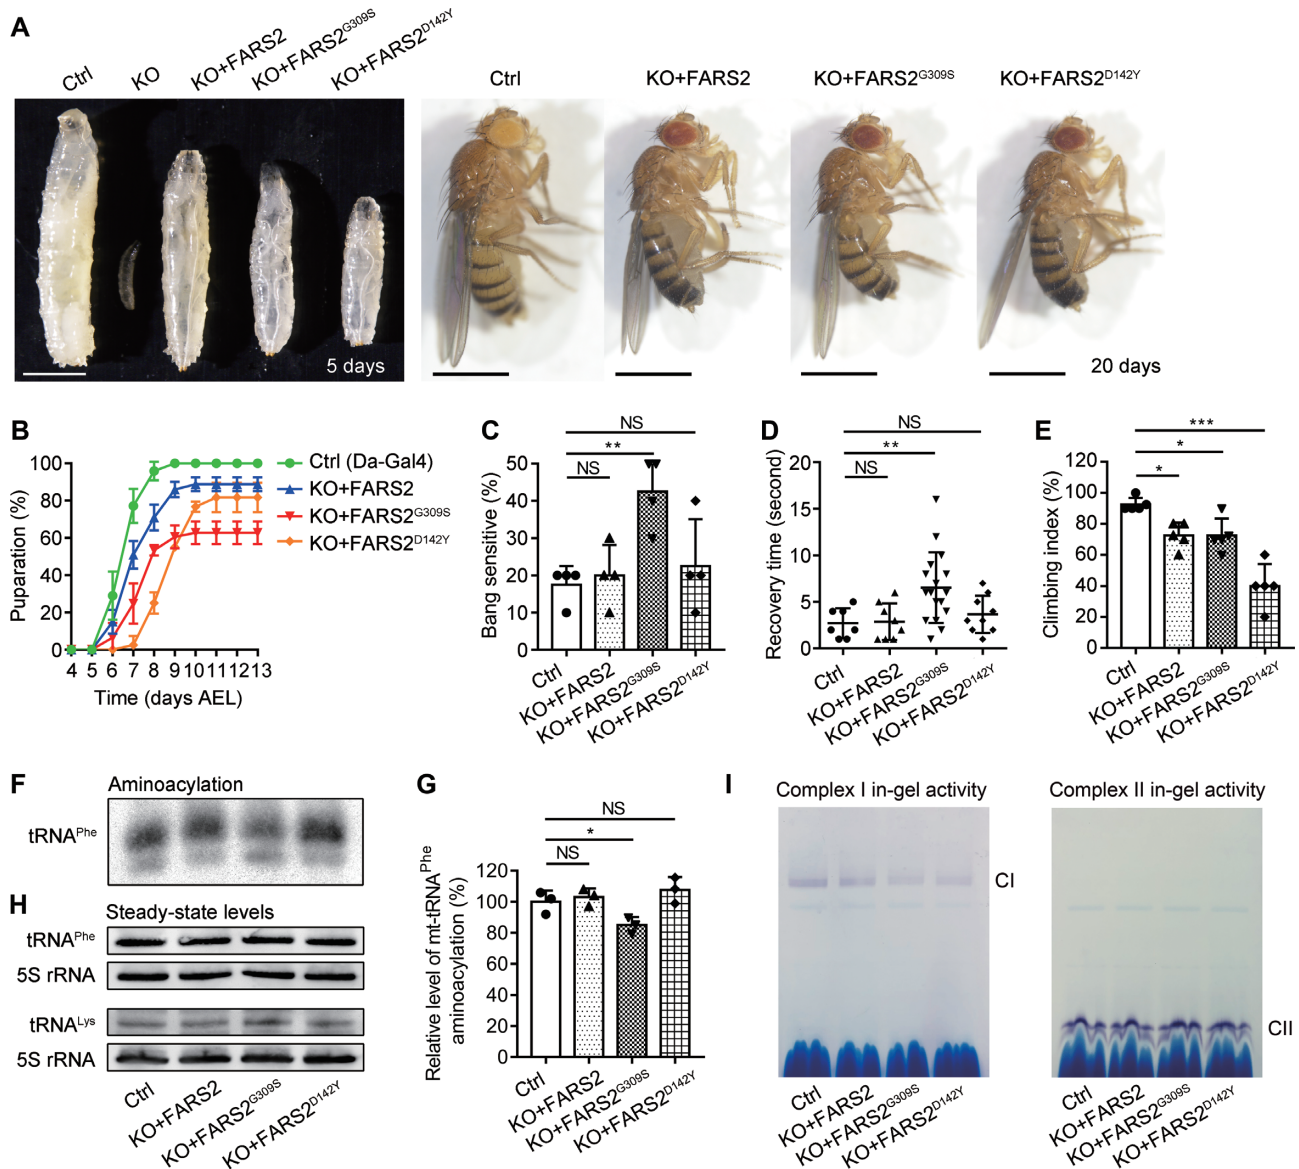 A
Ctrl
KO
KO+FARS2
KO+FARS2G309S
KO+FARS2D142Y
5 days
Ctrl
KO+FARS2
KO+FARS2G309S
KO+FARS2D142Y
20 days
B
Puparation (%)
100
80
60
40
20
0
4 5 6 7 8 9 10 11 12 13
Time (days AEL)
Ctrl (Da-Gal4)
KO+FARS2
KO+FARS2G309S
KO+FARS2D142Y
C
Bang sensitive (%)
50
40
30
20
10
0
NS
**
NS
Ctrl
KO+FARS2
KO+FARS2G309S
KO+FARS2D142Y
D
Recovery time (second)
20
15
10
5
0
NS
**
NS
Ctrl
KO+FARS2
KO+FARS2G309S
KO+FARS2D142Y
E
Climbing index (%)
120
100
80
60
40
20
0
***
*
*
Ctrl
KO+FARS2
KO+FARS2G309S
KO+FARS2D142Y
F
Aminoacylation
tRNAPhe
H
Steady-state levels
tRNAPhe
5S rRNA
tRNALys
5S rRNA
Ctrl
KO+FARS2
KO+FARS2G309S
KO+FARS2D142Y
G
Relative level of mt-tRNAPhe
aminoacylation (%)
120
100
80
60
40
20
0
NS
*
NS
Ctrl
KO+FARS2
KO+FARS2G309S
KO+FARS2D142Y
I
Complex I in-gel activity
CI
Ctrl
KO+FARS2
KO+FARS2G309S
KO+FARS2D142Y
Complex II in-gel activity
CII
Ctrl
KO+FARS2
KO+FARS2G309S
KO+FARS2D142Y